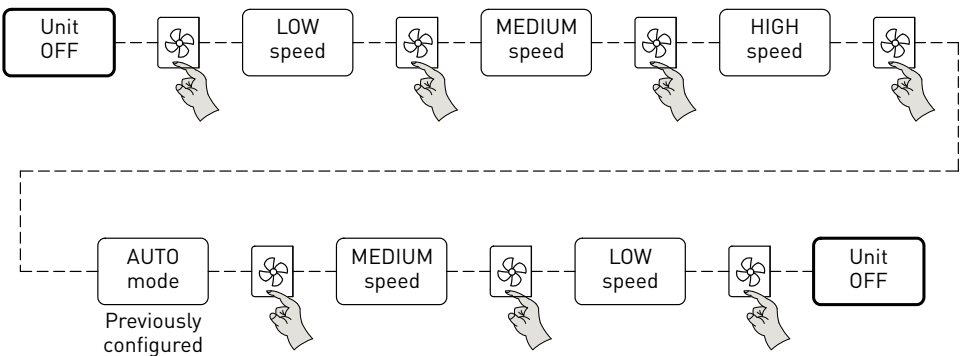 Unit
OFF
LOW
speed
MEDIUM
speed
HIGH
speed
AUTO
mode
Previously
configured
MEDIUM
speed
LOW
speed
Unit
OFF